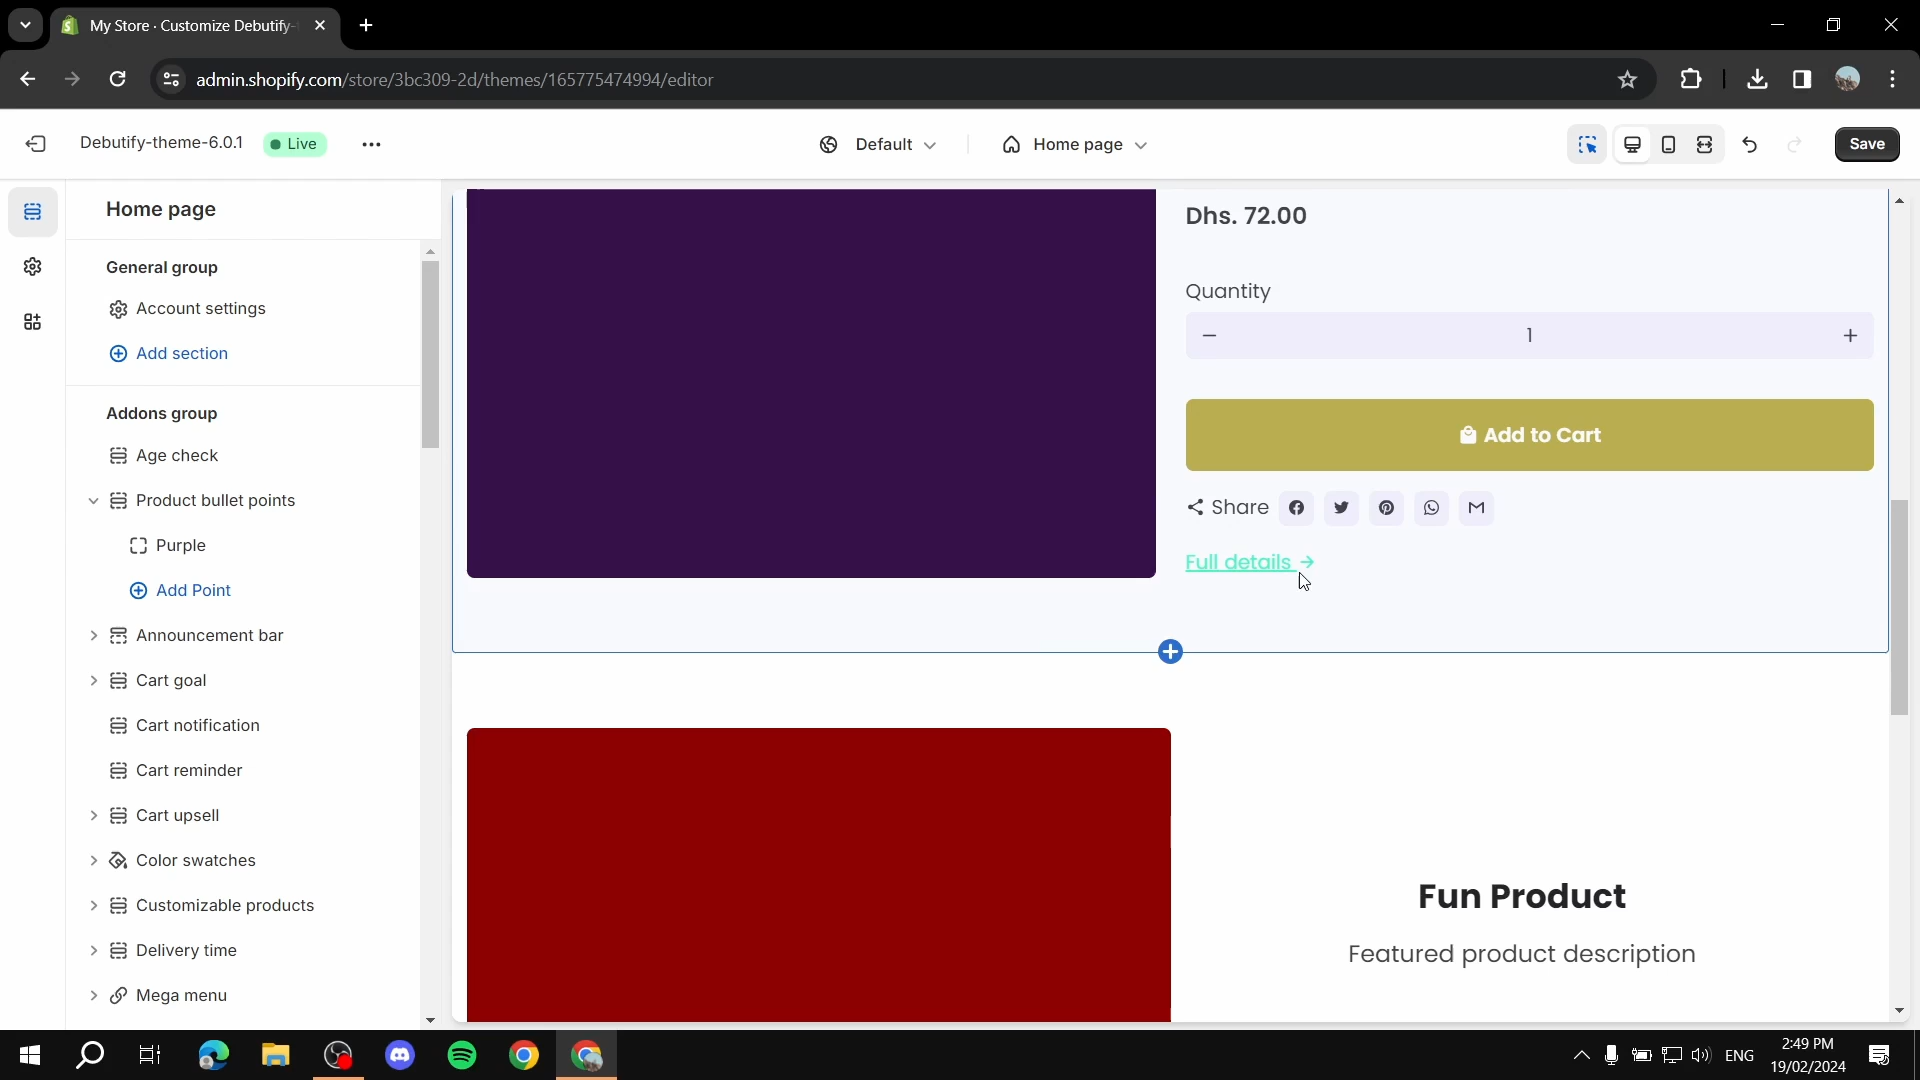 My Store · Customize Debutify-
admin.shopify.com/store/3bc309-2d/themes/165775474994/editor
Debutify-theme-6.0.1
Live
Default
Home page
Save
Home page
General group
Account settings
Add section
Addons group
Age check
Product bullet points
Purple
Add Point
Announcement bar
Cart goal
Cart notification
Cart reminder
Cart upsell
Color swatches
Customizable products
Delivery time
Mega menu
Dhs. 72.00
Quantity
1
Add to Cart
Share
Full details
Fun Product
Featured product description
ENG
2:49 PM
19/02/2024